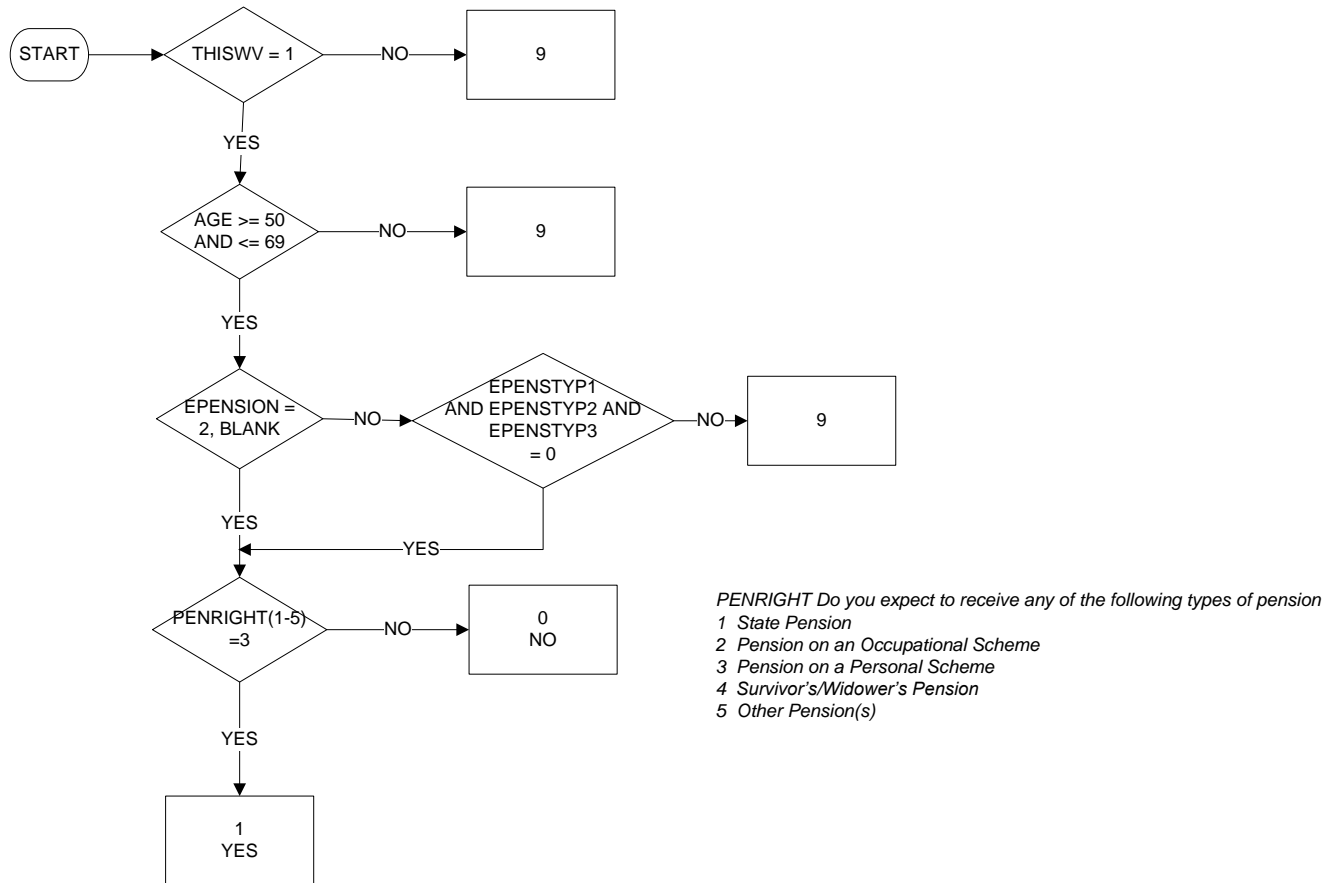 START
THISWV = 1
NO
9
YES
AGE >= 50
AND <= 69
NO
9
YES
EPENSION =
2, BLANK
NO
EPENSTYP1
AND EPENSTYP2 AND
EPENSTYP3
= 0
NO
9
YES
YES
PENRIGHT(1-5)
=3
NO
0
NO
YES
1
YES
PENRIGHT Do you expect to receive any of the following types of pension
1 State Pension
2 Pension on an Occupational Scheme
3 Pension on a Personal Scheme
4 Survivor's/Widower's Pension
5 Other Pension(s)